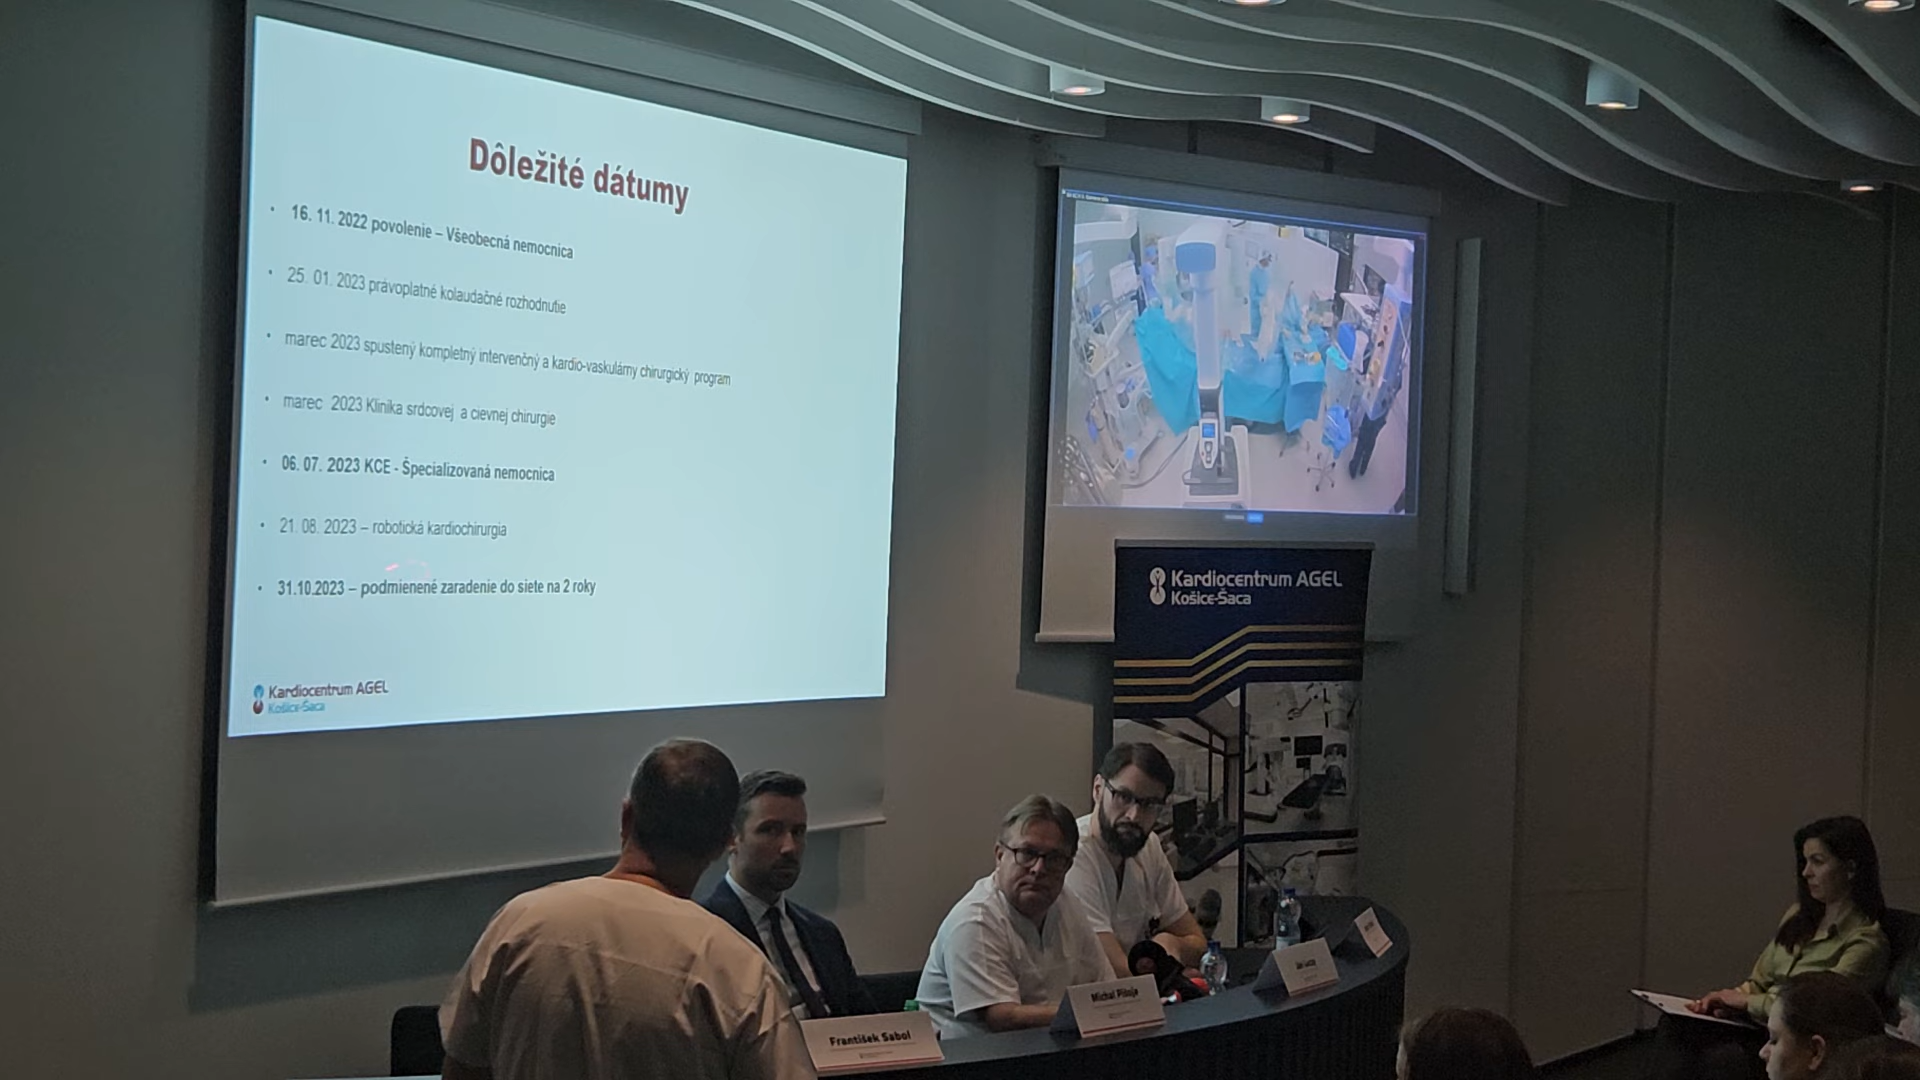 Dôležité dátumy
• 16. 11. 2022 povolenie – Všeobecná nemocnica
• 25. 01. 2023 právoplatné kolaudačné rozhodnutie
• marec 2023 spustený kompletný intervenčný a kardio-vaskulárny chirurgický program
• marec 2023 Klinika srdcovej a cievnej chirurgie
• 06. 07. 2023 KCE - Špecializovaná nemocnica
• 21. 08. 2023 – robotická kardiochirurgia
• 31.10.2023 – podmienené zaradenie do siete na 2 roky
Kardiocentrum AGEL
Košice-Šaca
Kardiocentrum AGEL
Košice-Šaca
František Sabol
Michal